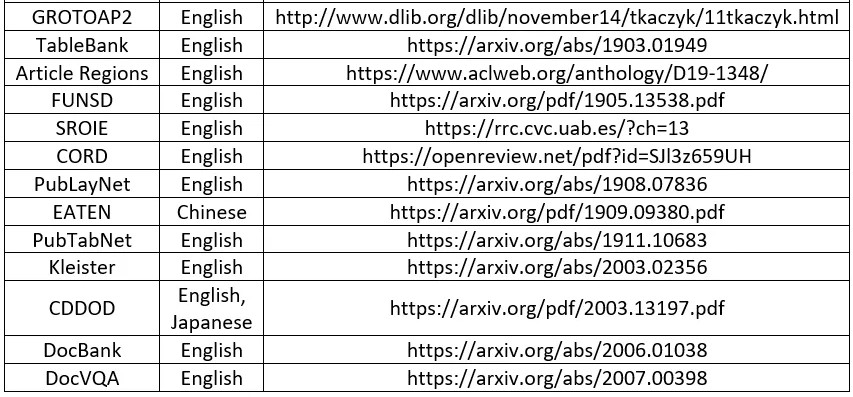 GROTOAP2 English http://www.dlib.org/dlib/november14/tkaczyk/11tkaczyk.html
TableBank English https://arxiv.org/abs/1903.01949
Article Regions English https://www.aclweb.org/anthology/D19-1348/
FUNSD English https://arxiv.org/pdf/1905.13538.pdf
SROIE English https://rrc.cvc.uab.es/?ch=13
CORD English https://openreview.net/pdf?id=SJl3z659UH
PubLayNet English https://arxiv.org/abs/1908.07836
EATEN Chinese https://arxiv.org/pdf/1909.09380.pdf
PubTabNet English https://arxiv.org/abs/1911.10683
Kleister English https://arxiv.org/abs/2003.02356
CDDOD English, Japanese https://arxiv.org/pdf/2003.13197.pdf
DocBank English https://arxiv.org/abs/2006.01038
DocVQA English https://arxiv.org/abs/2007.00398